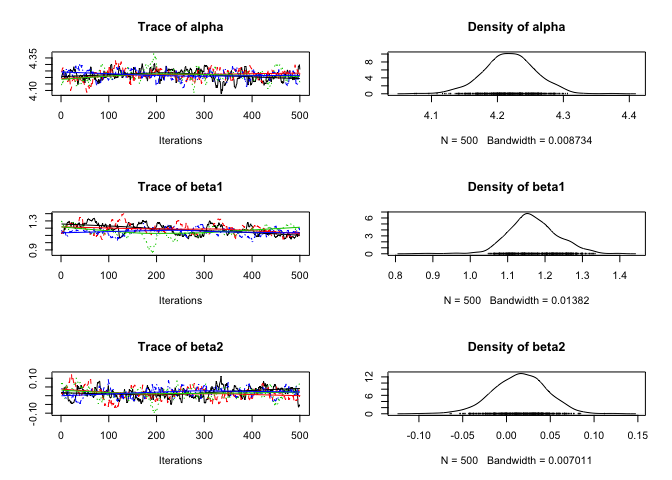 Trace of alpha
4.10 4.35
0 100 200 300 400 500
Iterations
Density of alpha
0 4 8
4.1 4.2 4.3 4.4
N = 500 Bandwidth = 0.008734
Trace of beta1
0.9 1.3
0 100 200 300 400 500
Iterations
Density of beta1
0 3 6
0.8 0.9 1.0 1.1 1.2 1.3 1.4
N = 500 Bandwidth = 0.01382
Trace of beta2
-0.10 0.10
0 100 200 300 400 500
Iterations
Density of beta2
0 4 8 12
-0.10 -0.05 0.00 0.05 0.10 0.15
N = 500 Bandwidth = 0.007011